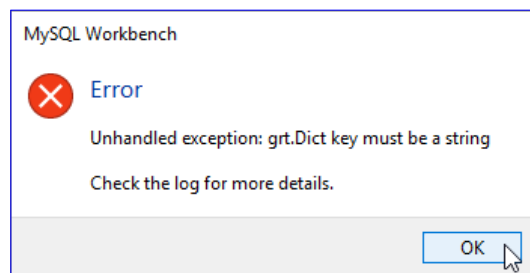 MySQL Workbench
Error
Unhandled exception: grt.Dict key must be a string
Check the log for more details.
OK